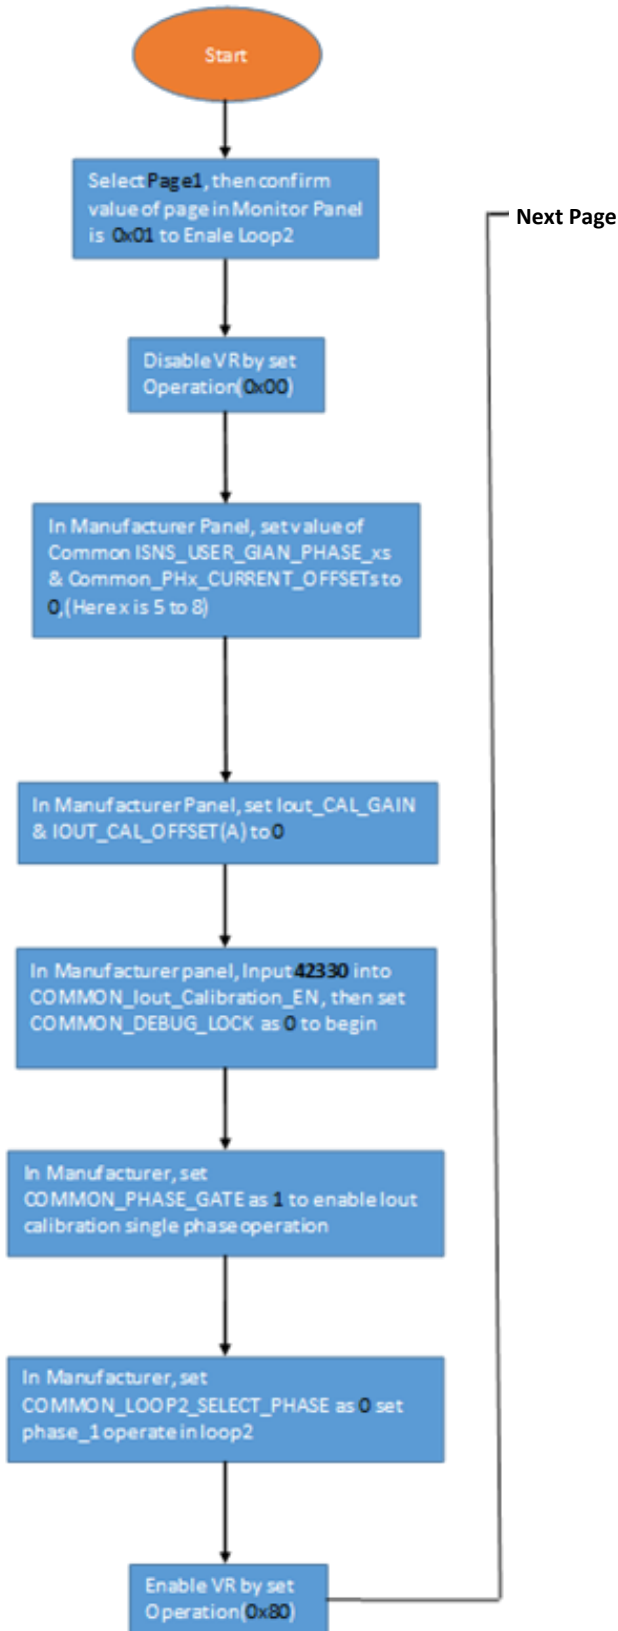 Start
Select Page1, then confirm
value of page in Monitor Panel
is 0x01 to Enale Loop2
Next Page
Disable VR by set
Operation(0x00)
In Manufacturer Panel, set value of
Common ISNS_USER_GIAN_PHASE_xs
& Common_PHx_CURRENT_OFFSETs to
0,(Here x is 5 to 8)
In Manufacturer Panel, set Iout_CAL_GAIN
& IOUT_CAL_OFFSET(A) to 0
In Manufacturer panel, Input 42330 into
COMMON_Iout_Calibration_EN, then set
COMMON_DEBUG_LOCK as 0 to begin
In Manufacturer, set
COMMON_PHASE_GATE as 1 to enable Iout
calibration single phase operation
In Manufacturer, set
COMMON_LOOP2_SELECT_PHASE as 0 set
phase_1 operate in loop2
Enable VR by set
Operation(0x80)